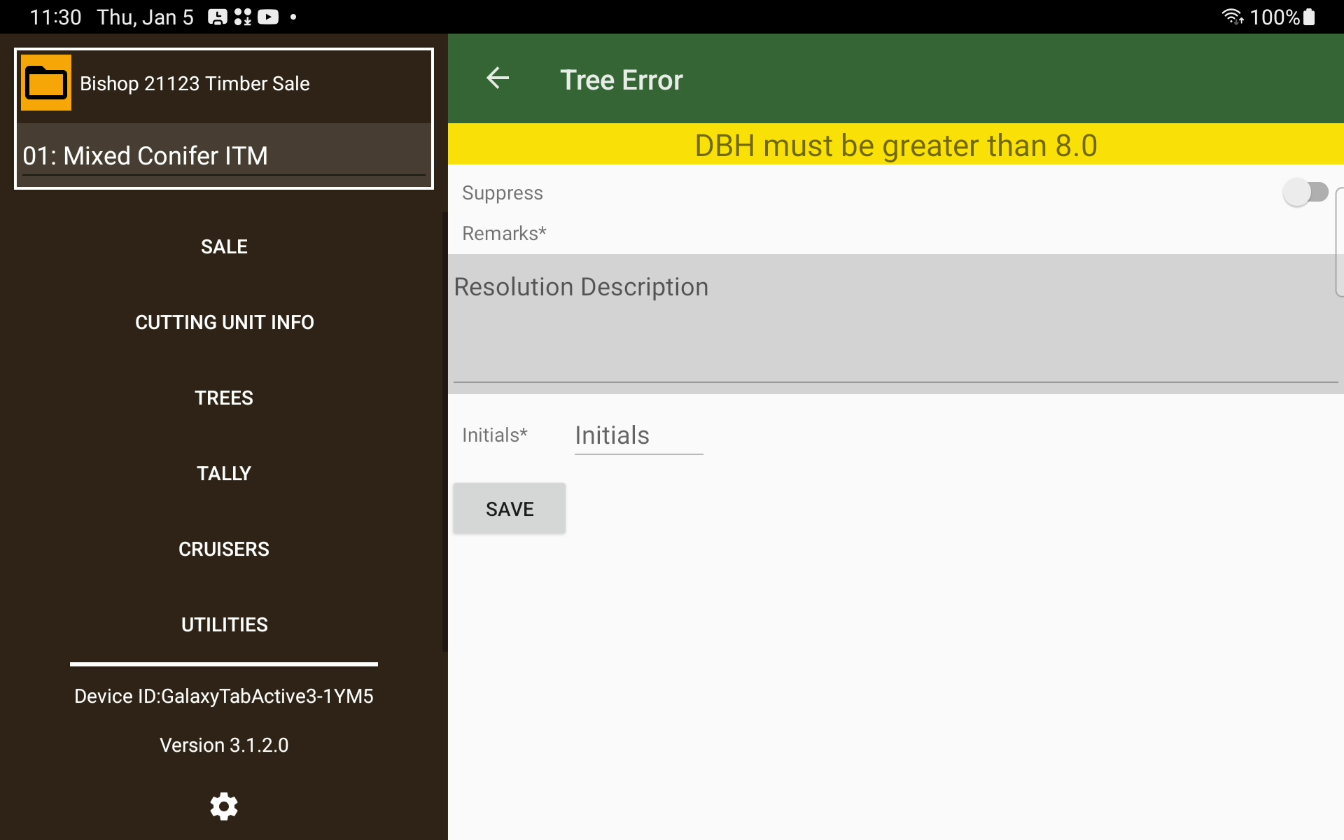 11:30 Thu, Jan 5
100%
Bishop 21123 Timber Sale
01: Mixed Conifer ITM
SALE
CUTTING UNIT INFO
TREES
TALLY
CRUISERS
UTILITIES
Device ID:GalaxyTabActive3-1YM5
Version 3.1.2.0
Tree Error
DBH must be greater than 8.0
Suppress
Remarks*
Resolution Description
Initials* Initials
SAVE